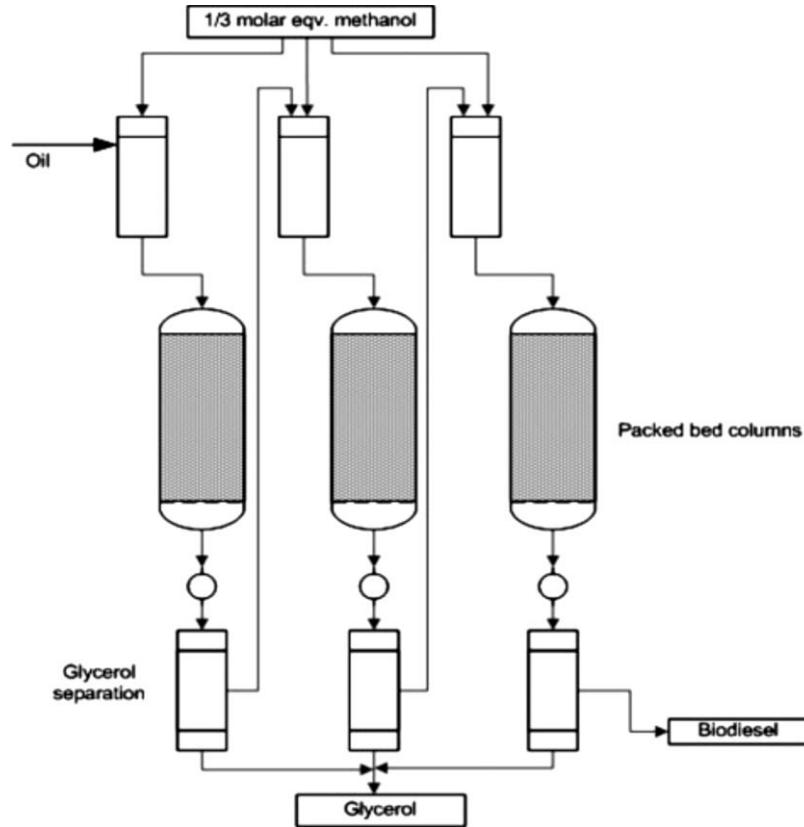 1/3 molar eqv. methanol
Oil
Packed bed columns
Glycerol
separation
Biodiesel
Glycerol